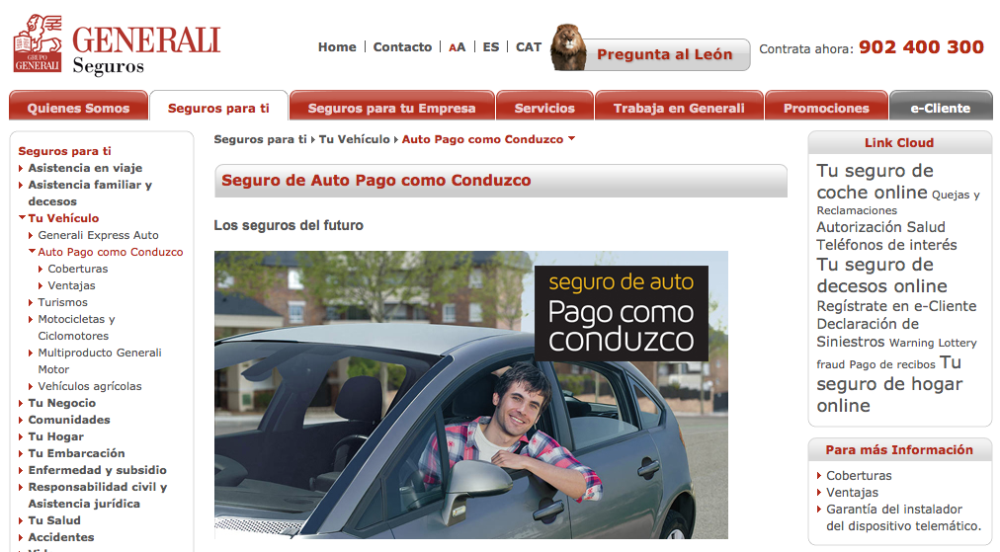 GRUPO
GENERALI
GENERALI
Seguros
Home
Contacto
AA
ES
CAT
Pregunta al León
Contrata ahora: 902 400 300
Quienes Somos
Seguros para ti
Seguros para tu Empresa
Servicios
Trabaja en Generali
Promociones
e-Cliente
Seguros para ti
Asistencia en viaje
Asistencia familiar y
decesos
Tu Vehículo
Generali Express Auto
Auto Pago como Conduzco
Coberturas
Ventajas
Turismos
Motocicletas y
Ciclomotores
Multiproducto Generali
Motor
Vehículos agrícolas
Tu Negocio
Comunidades
Tu Hogar
Tu Embarcación
Enfermedad y subsidio
Responsabilidad civil y
Asistencia jurídica
Tu Salud
Accidentes
Seguros para ti Tu Vehículo Auto Pago como Conduzco
Seguro de Auto Pago como Conduzco
Los seguros del futuro
seguro de auto
Pago como
conduzco
Link Cloud
Tu seguro de
coche online Quejas y
Reclamaciones
Autorización Salud
Teléfonos de interés
Tu seguro de
decesos online
Regístrate en e-Cliente
Declaración de
Siniestros Warning Lottery
fraud Pago de recibos Tu
seguro de hogar
online
Para más Información
Coberturas
Ventajas
Garantía del instalador
del dispositivo telemático.